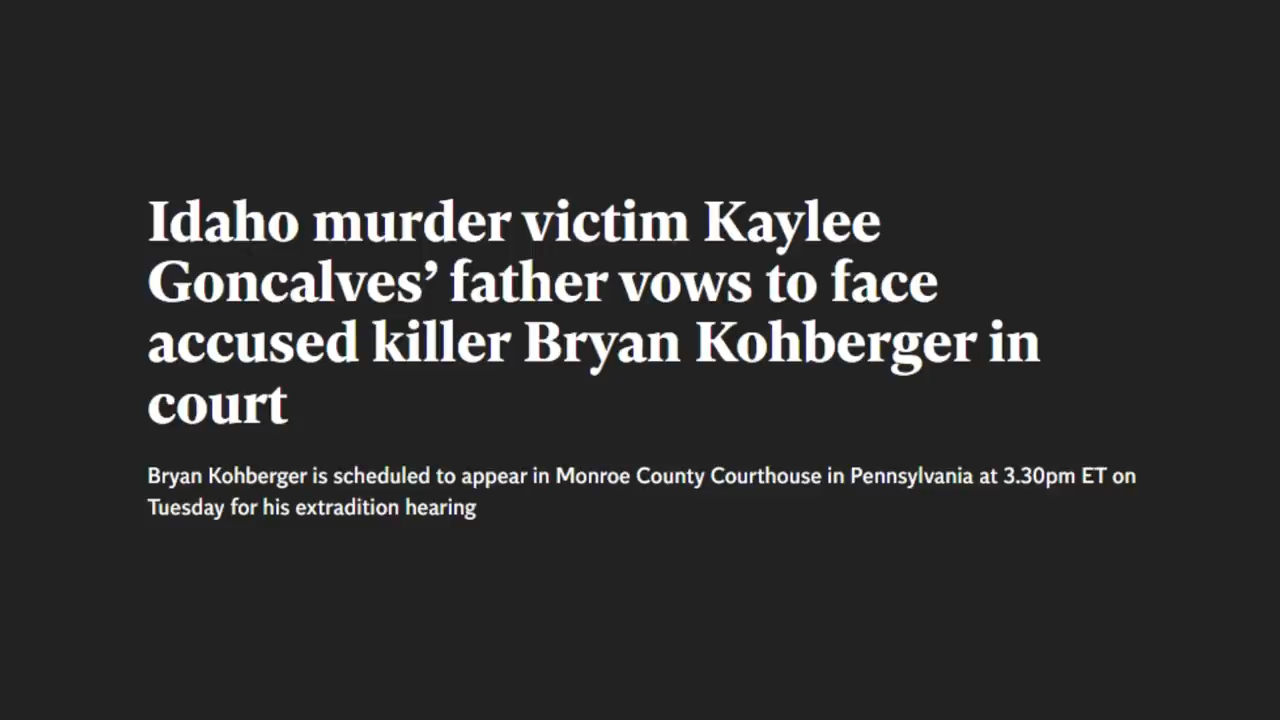 Idaho murder victim Kaylee
Goncalves’ father vows to face
accused killer Bryan Kohberger in
court
Bryan Kohberger is scheduled to appear in Monroe County Courthouse in Pennsylvania at 3.30pm ET on
Tuesday for his extradition hearing